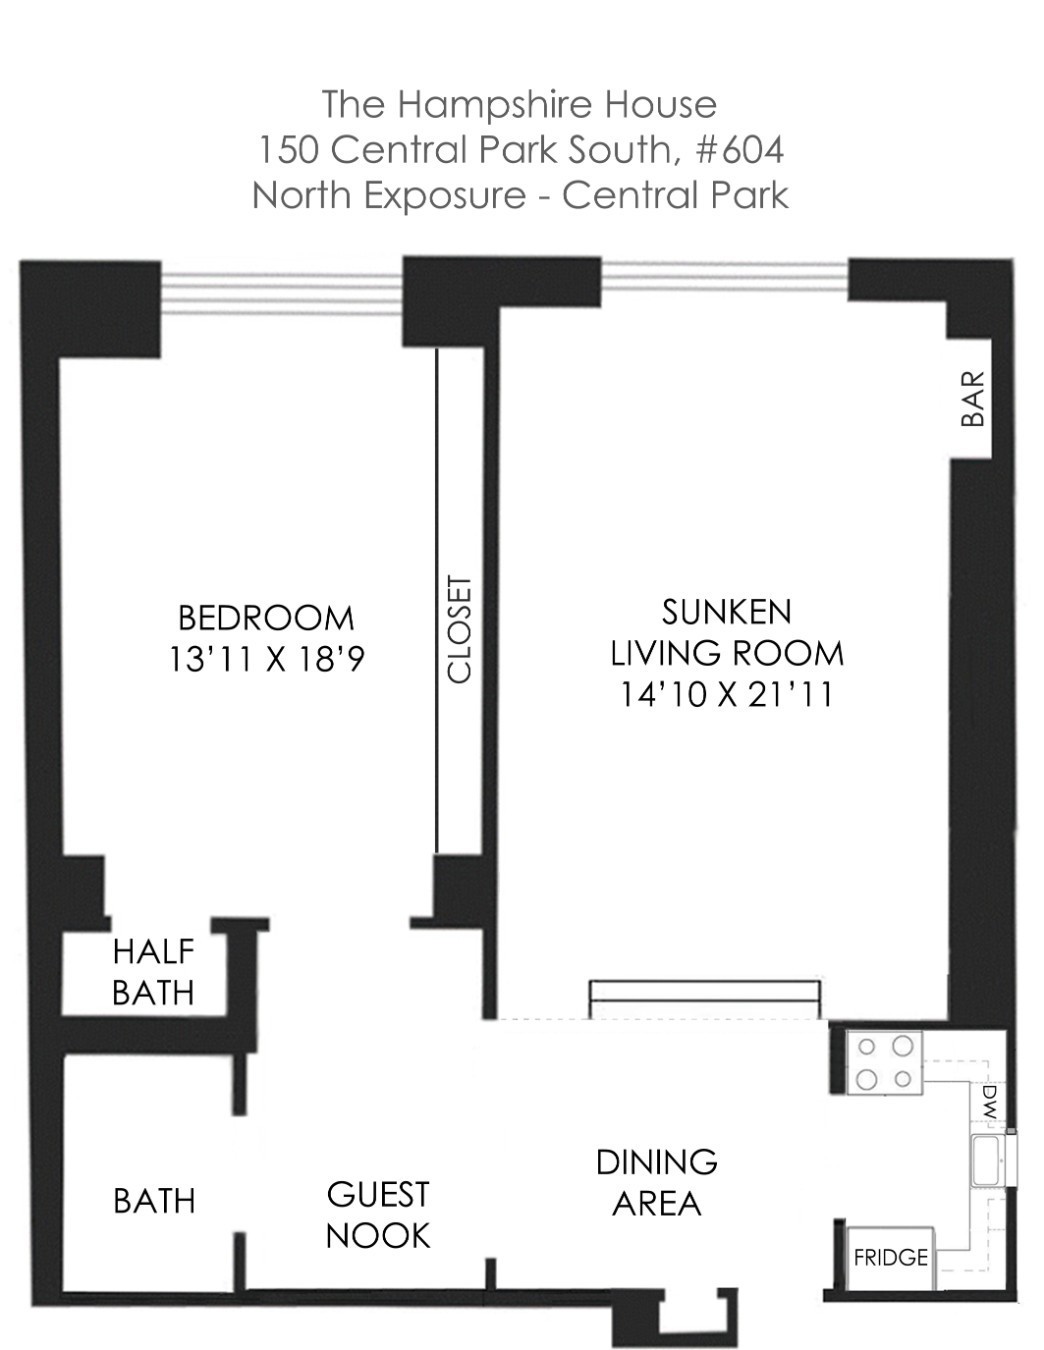 The Hampshire House
150 Central Park South, #604
North Exposure - Central Park
BAR
CLOSET
BEDROOM
13'11 X 18'9
SUNKEN
LIVING ROOM
14'10 X 21'11
HALF
BATH
DW
BATH
GUEST
NOOK
DINING
AREA
FRIDGE